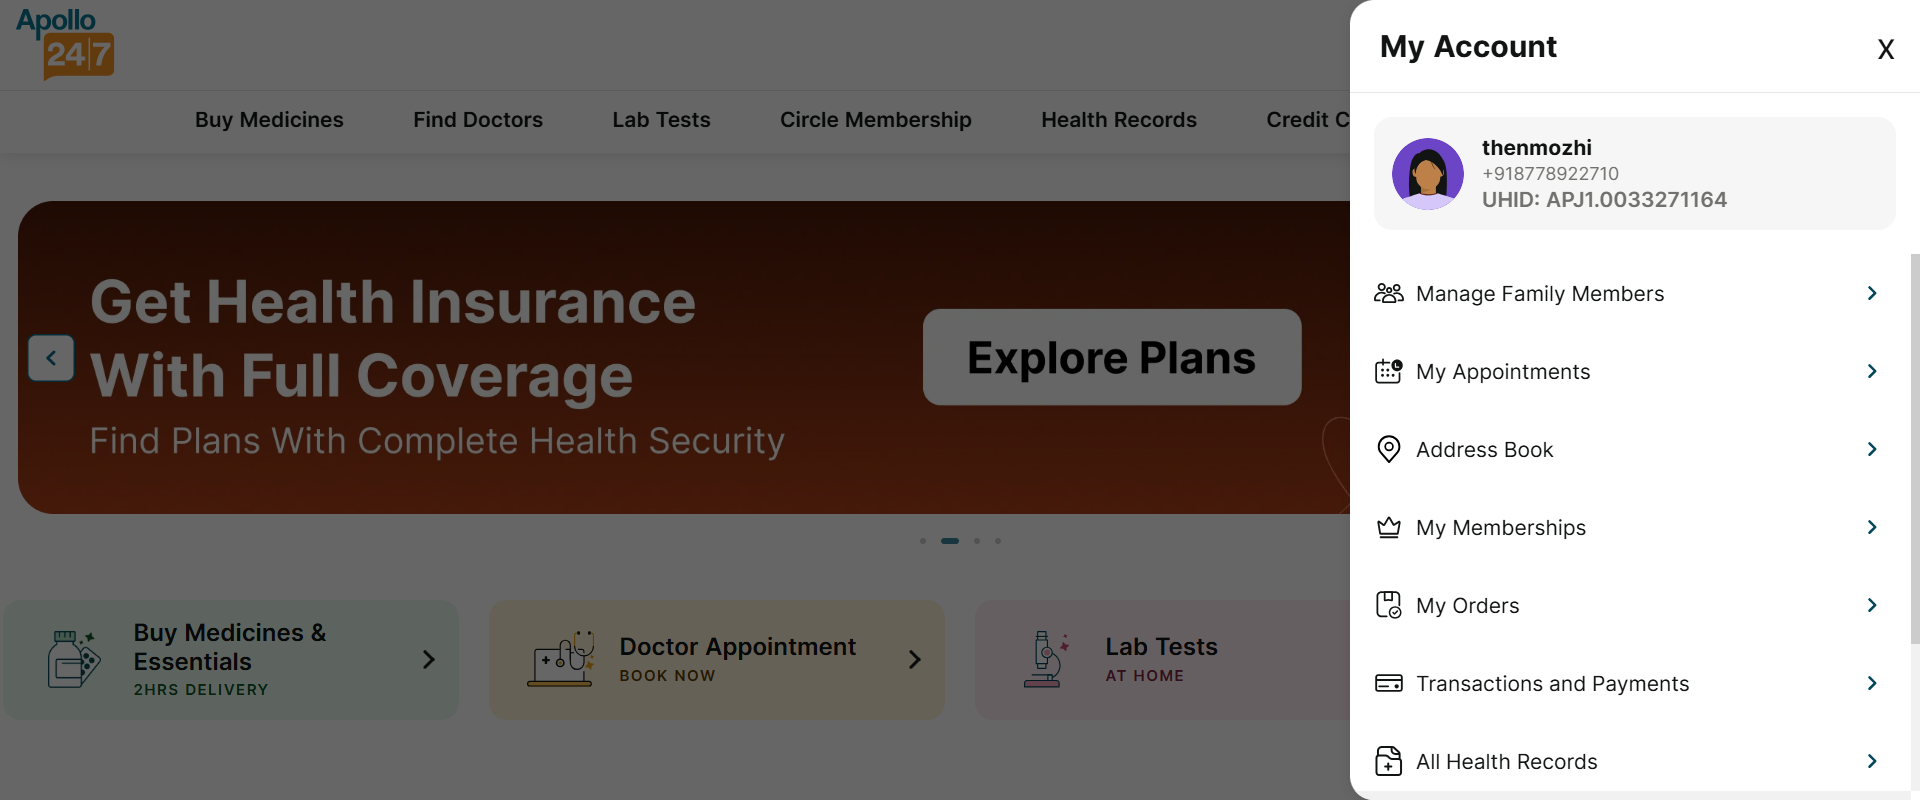 Apollo
24|7
Buy Medicines
Find Doctors
Lab Tests
Circle Membership
Health Records
Credit C
Get Health Insurance
With Full Coverage
Find Plans With Complete Health Security
Explore Plans
Buy Medicines &
Essentials
2HRS DELIVERY
Doctor Appointment
BOOK NOW
Lab Tests
AT HOME
My Account
X
thenmozhi
+918778922710
UHID: APJ1.0033271164
Manage Family Members
My Appointments
Address Book
My Memberships
My Orders
Transactions and Payments
All Health Records